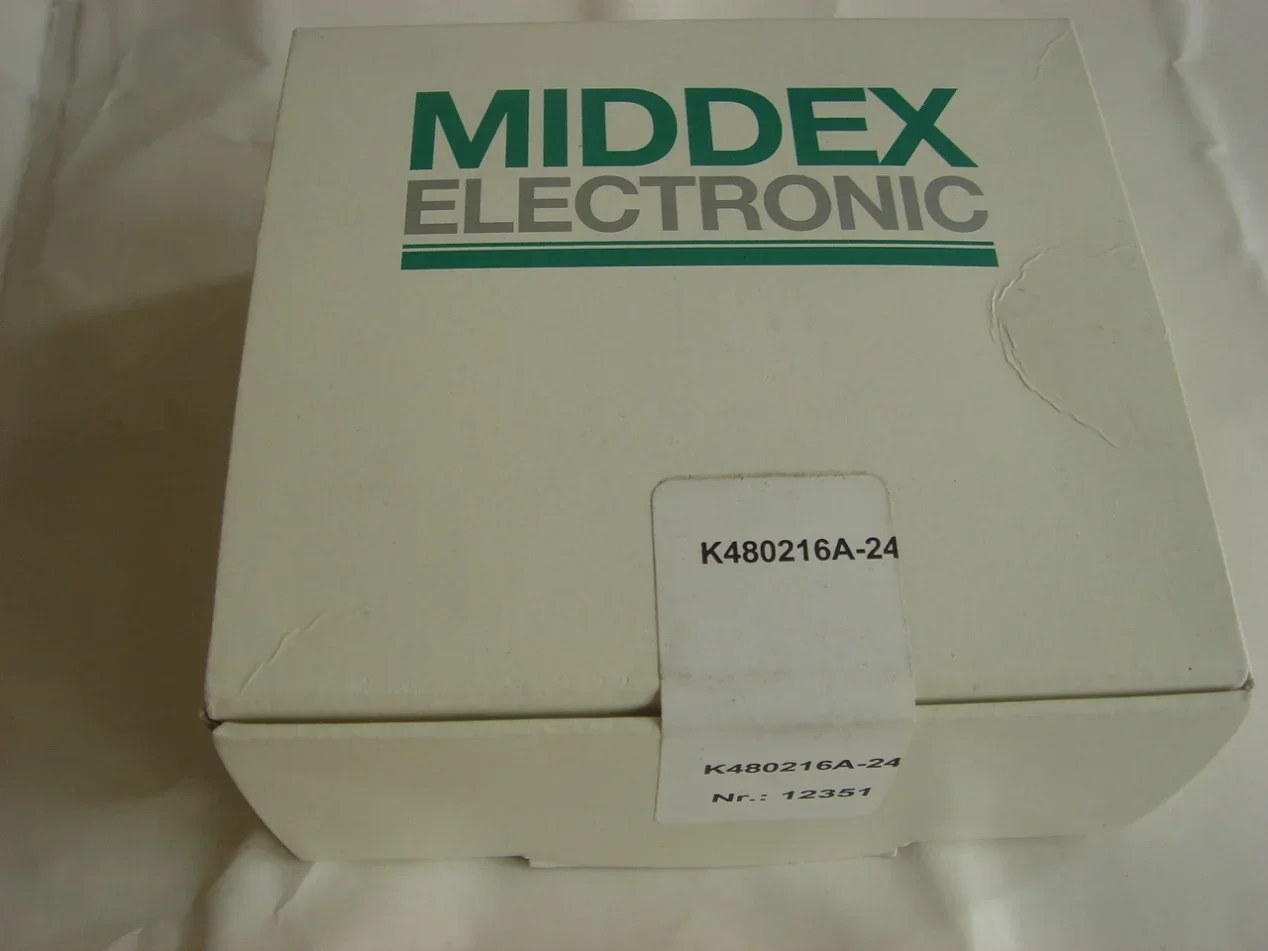 MIDDEX
ELECTRONIC
K480216A-24
K480216A-24
Nr.: 12351